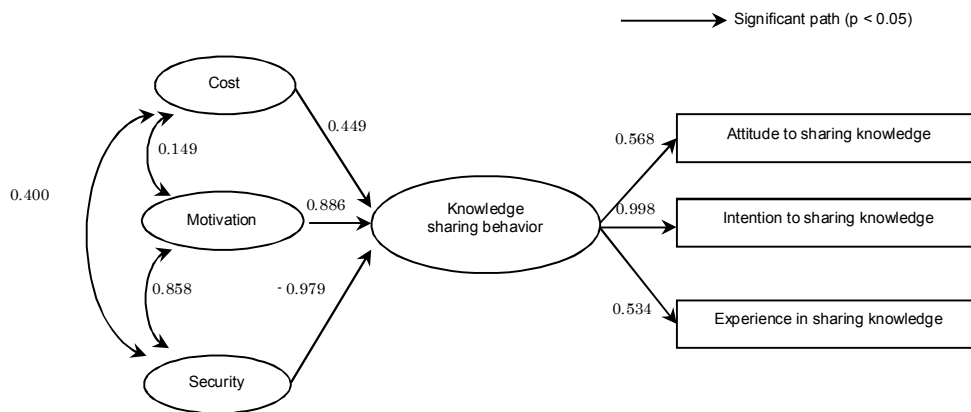 Significant path (p < 0.05)
Cost
0.449
Attitude to sharing knowledge
0.568
0.149
0.400
Motivation
0.886
Knowledge
sharing behavior
0.998
Intention to sharing knowledge
0.858
- 0.979
0.534
Experience in sharing knowledge
Security